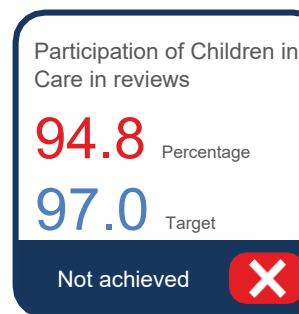 Participation of Children in
Care in reviews
94.8 Percentage
97.0 Target
Not achieved